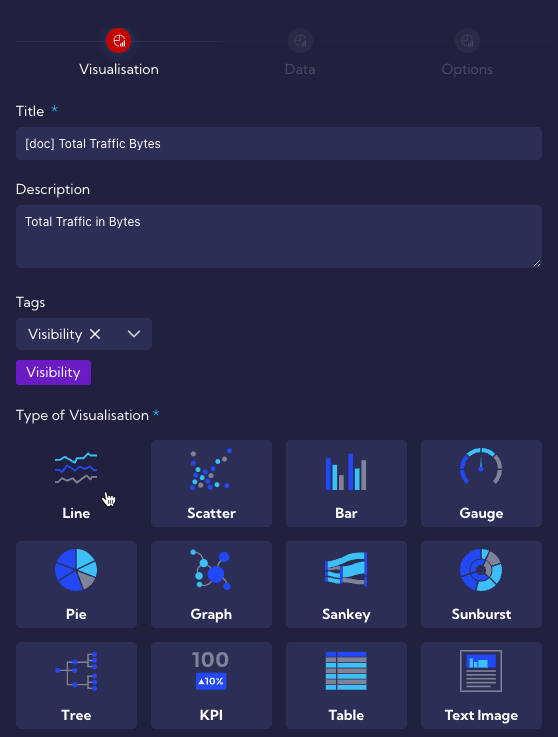 Visualisation Data Options
Title *
[doc] Total Traffic Bytes
Description
Total Traffic in Bytes
Tags
Visibility
Visibility
Type of Visualisation *
Line Scatter Bar Gauge
Pie Graph Sankey Sunburst
100
▲10%
Tree KPI Table Text Image